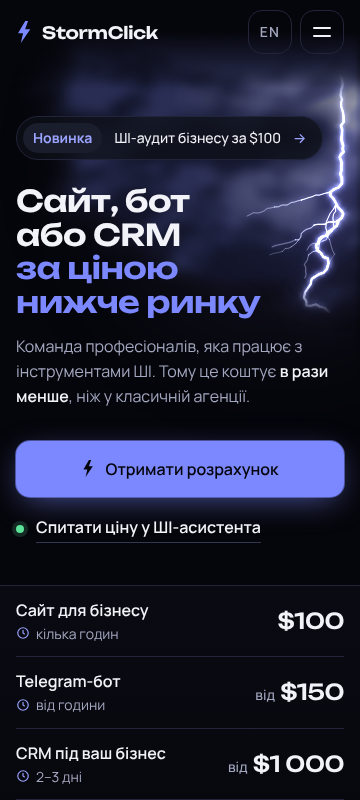 StormClick
EN
Новинка ШІ-аудит бізнесу за $100 →
Сайт, бот
або CRM
за ціною
нижче ринку
Команда професіоналів, яка працює з
інструментами ШІ. Тому це коштує в рази
менше, ніж у класичній агенції.
Отримати розрахунок
Спитати ціну у ШІ-асистента
Сайт для бізнесу
кілька годин
$100
Telegram-бот
від години
від $150
CRM під ваш бізнес
2–3 дні
від $1 000